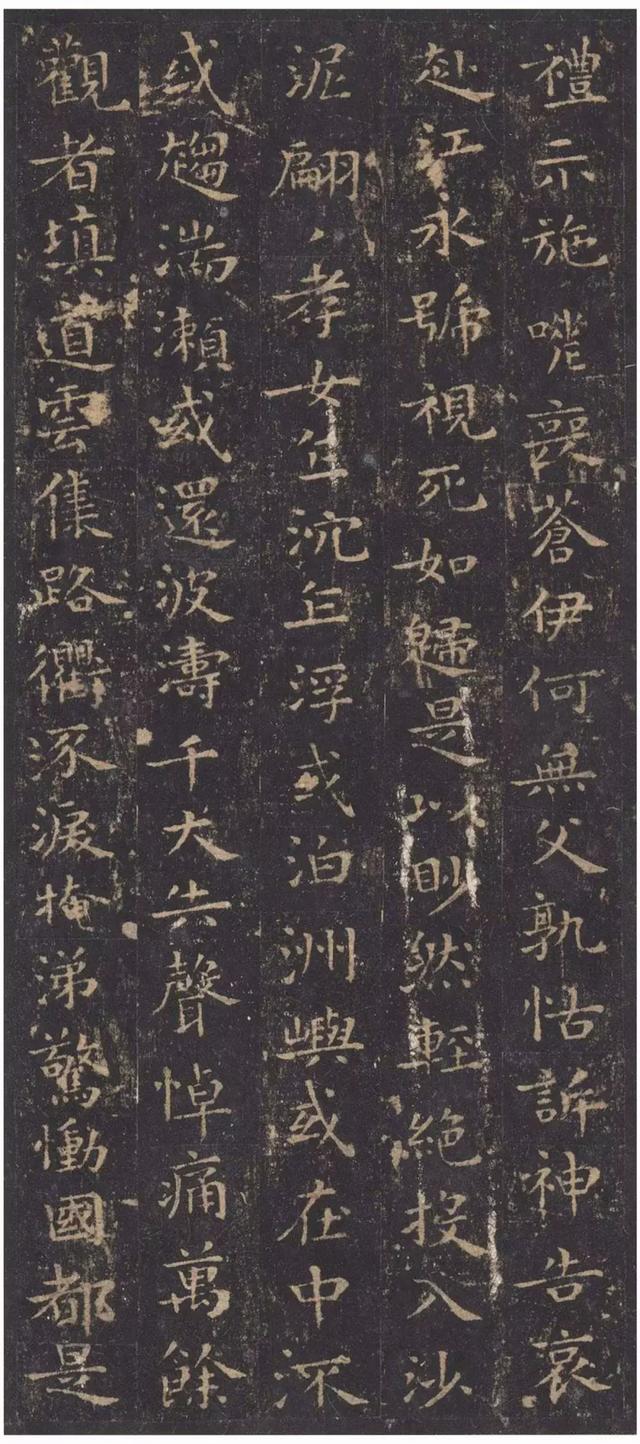 禮示施嘆喪蒼伊何無父孰怙訴神告哀
赴江永號視死如歸是以眇然輕絕投入沙
泥翩〻孝女乍沉乍浮或泊洲嶼或在中流
或趨湍瀨或還波濤千夫失聲悼痛萬餘
觀者填道雲集路衢泳淚掩涕驚慟國都是